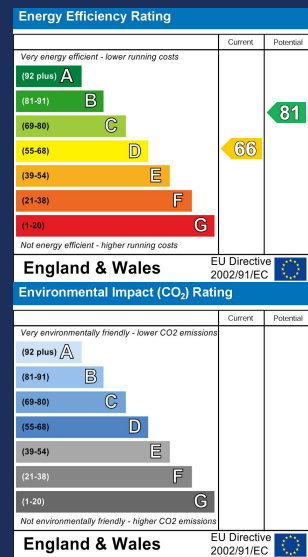 Energy Efficiency Rating
Current Potential
Very energy efficient - lower running costs
(92 plus) A
(81-91) B
81
(69-80) C
(55-68) D
66
(39-54) E
(21-38) F
(1-20) G
Not energy efficient - higher running costs
England & Wales
EU Directive
2002/91/EC
Environmental Impact (CO₂) Rating
Current Potential
Very environmentally friendly - lower CO2 emissions
(92 plus) A
(81-91) B
(69-80) C
(55-68) D
(39-54) E
(21-38) F
(1-20) G
Not environmentally friendly - higher CO2 emissions
England & Wales
EU Directive
2002/91/EC